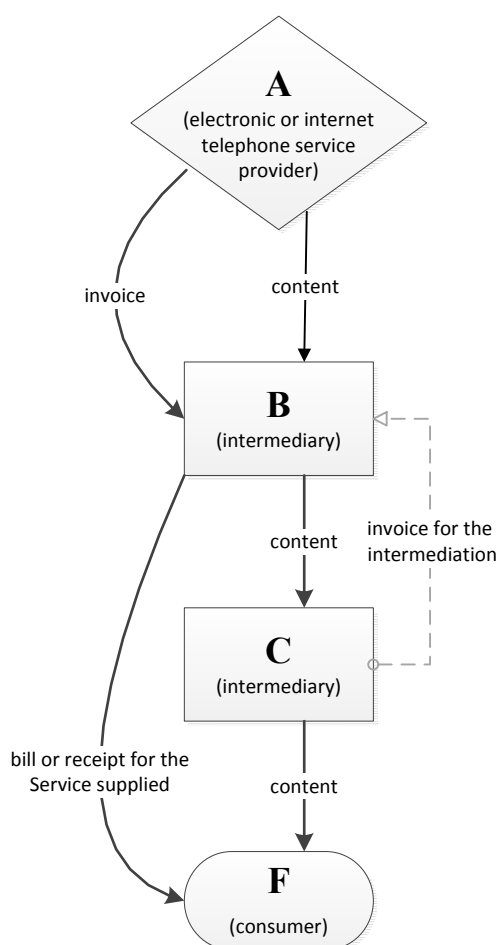 A
(electronic or internet
telephone service
provider)
invoice
content
B
(intermediary)
invoice for the
intermediation
content
C
(intermediary)
bill or receipt for the
Service supplied
content
F
(consumer)